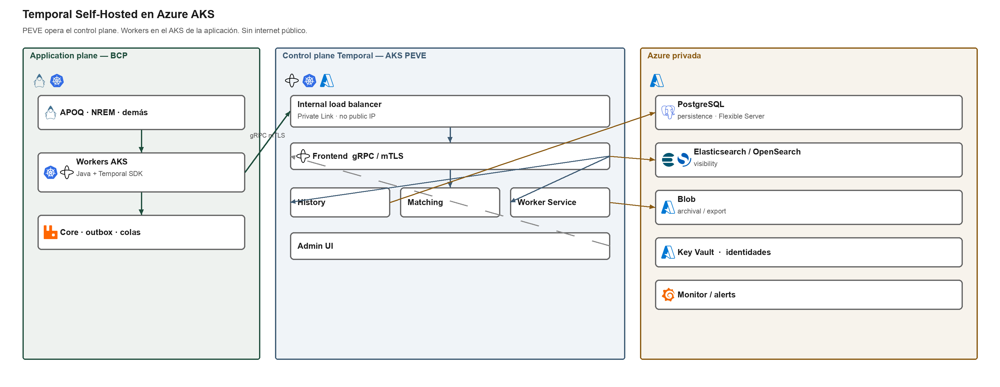 Temporal Self-Hosted en Azure AKS
PEVE opera el control plane. Workers en el AKS de la aplicación. Sin internet público.
Application plane — BCP
APOQ · NREM · demás
Workers AKS
Java + Temporal SDK
Core · outbox · colas
gRPC mTLS
Control plane Temporal — AKS PEVE
Internal load balancer
Private Link · no public IP
Frontend  gRPC / mTLS
History
Matching
Worker Service
Admin UI
Azure privada
PostgreSQL
persistence · Flexible Server
Elasticsearch / OpenSearch
visibility
Blob
archival / export
Key Vault  ·  identidades
Monitor / alerts